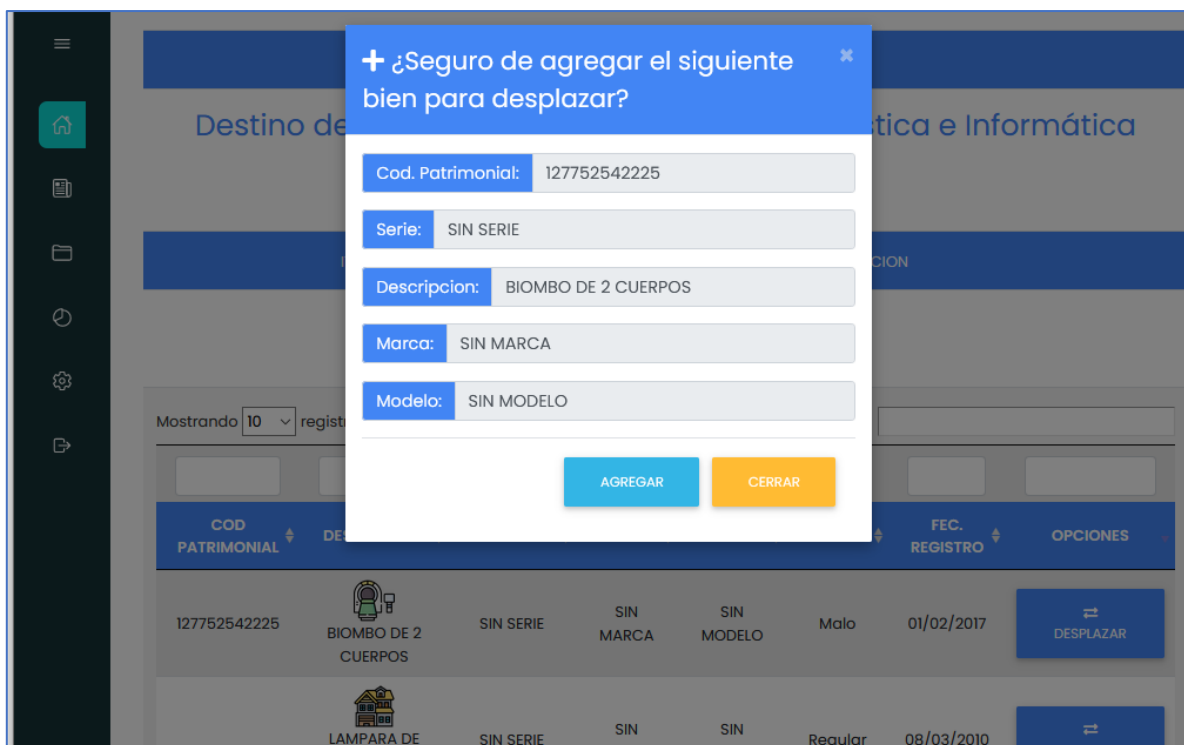 + ¿Seguro de agregar el siguiente
bien para desplazar?
×
Destino de
tica e Informática
Cod. Patrimonial: 127752542225
Serie: SIN SERIE
CION
Descripcion: BIOMBO DE 2 CUERPOS
Marca: SIN MARCA
Modelo: SIN MODELO
Mostrando 10 regist
AGREGAR CERRAR
COD
PATRIMONIAL
DES
FEC.
REGISTRO
OPCIONES
127752542225
BIOMBO DE 2
CUERPOS
SIN SERIE
SIN
MARCA
SIN
MODELO
Malo
01/02/2017
DESPLAZAR
LAMPARA DE
SIN SERIE
SIN
SIN
Regular
08/03/2010